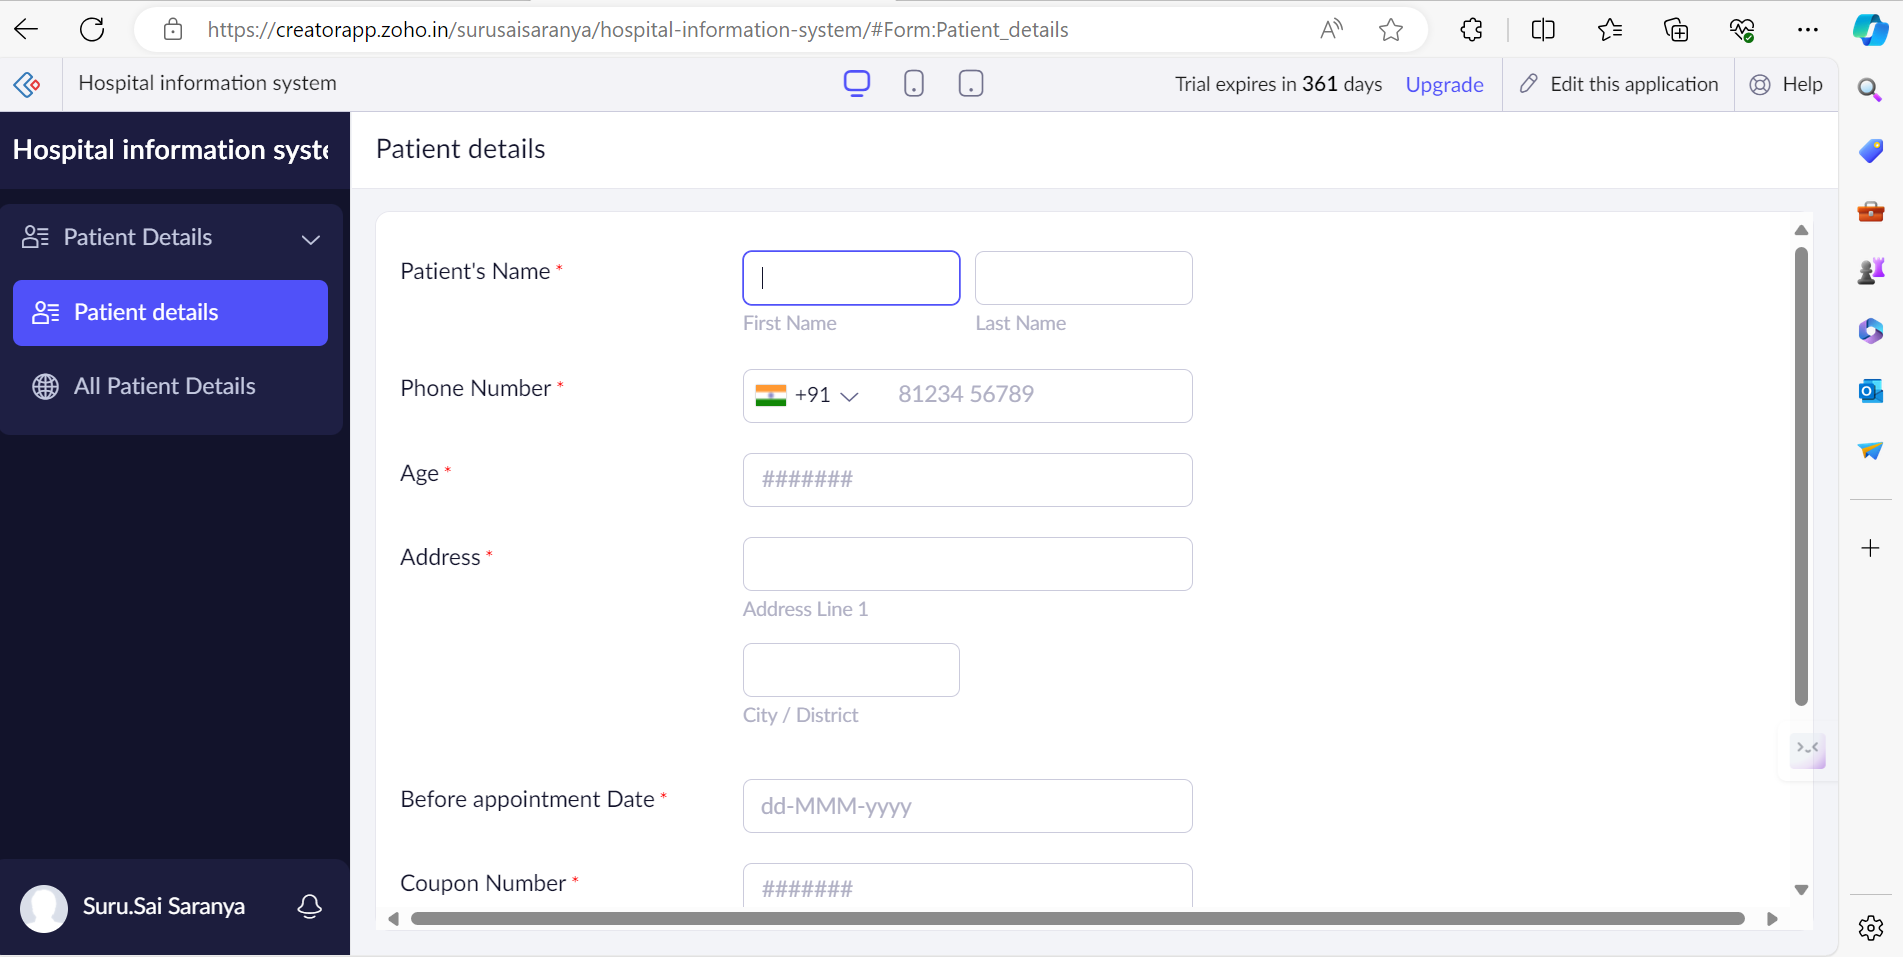 https://creatorapp.zoho.in/surusaisaranya/hospital-information-system/#Form:Patient_details
Hospital information system
Trial expires in 361 days
Upgrade
Edit this application
Help
Hospital information syste
Patient details
Patient Details
Patient details
All Patient Details
Patient's Name *
First Name
Last Name
Phone Number *
+91
81234 56789
Age *
#######
Address *
Address Line 1
City / District
Before appointment Date *
dd-MMM-yyyy
Coupon Number *
#######
Suru.Sai Saranya